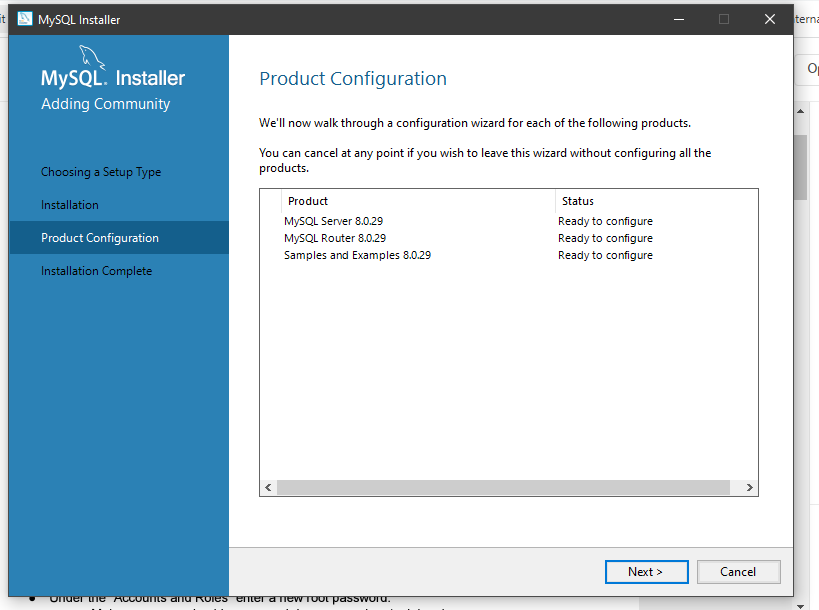 MySQL Installer
MySQL. Installer
Adding Community
Choosing a Setup Type
Installation
Product Configuration
Installation Complete
Product Configuration
We'll now walk through a configuration wizard for each of the following products.
You can cancel at any point if you wish to leave this wizard without configuring all the
products.
Product Status
MySQL Server 8.0.29 Ready to configure
MySQL Router 8.0.29 Ready to configure
Samples and Examples 8.0.29 Ready to configure
Next > Cancel
Under the "Accounts and Roles" enter a new root password.